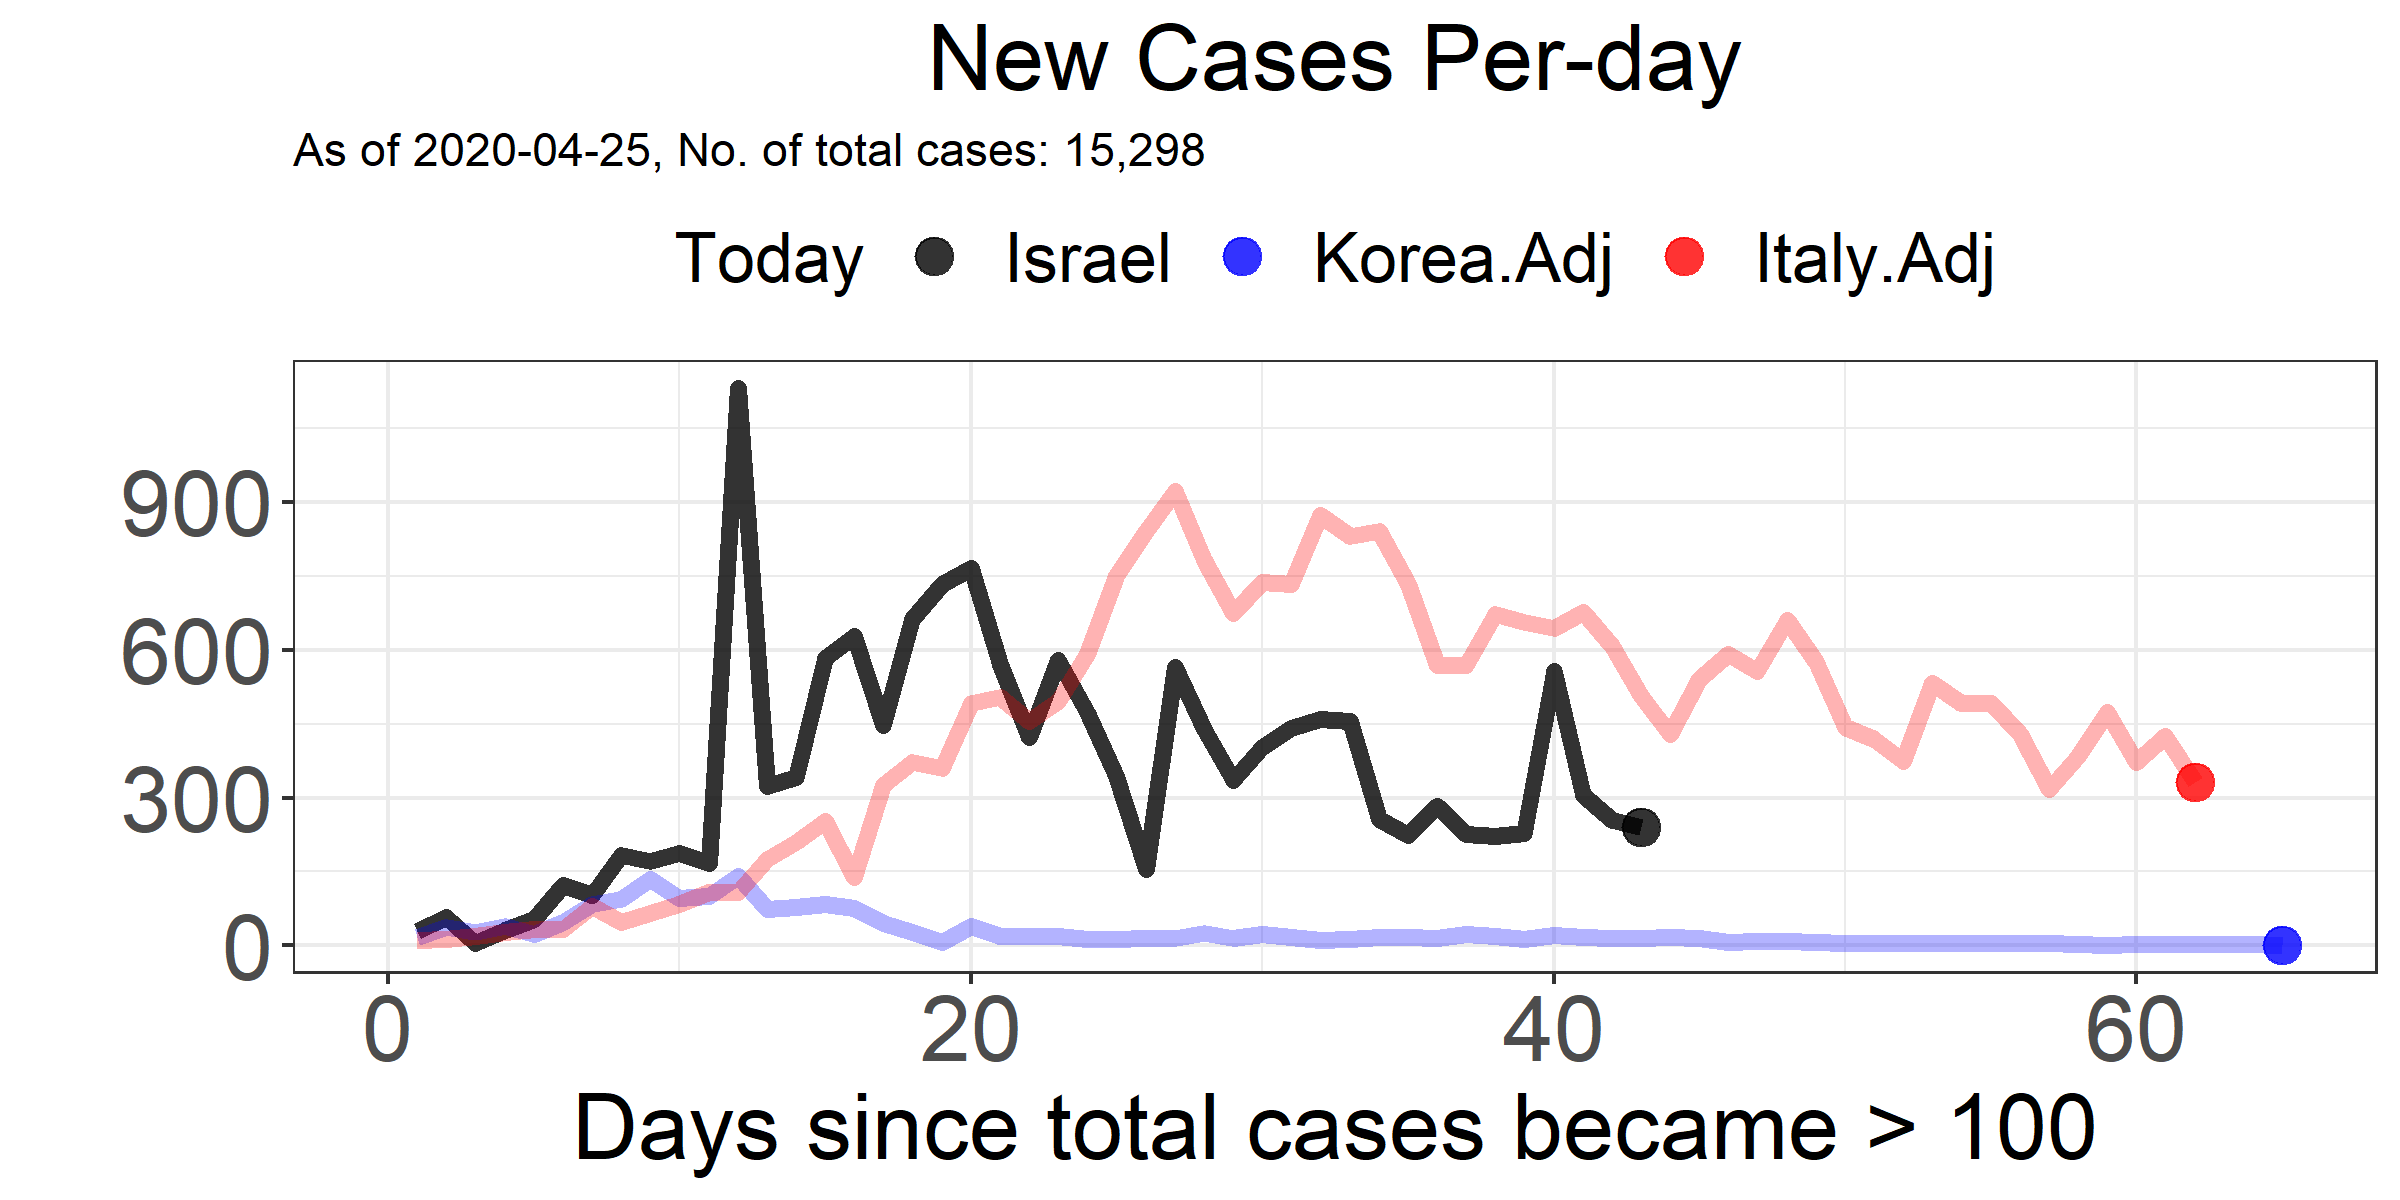 New Cases Per-day
As of 2020-04-25, No. of total cases: 15,298
Today Israel Korea.Adj Italy.Adj
900
600
300
0
0 20 40 60
Days since total cases became > 100